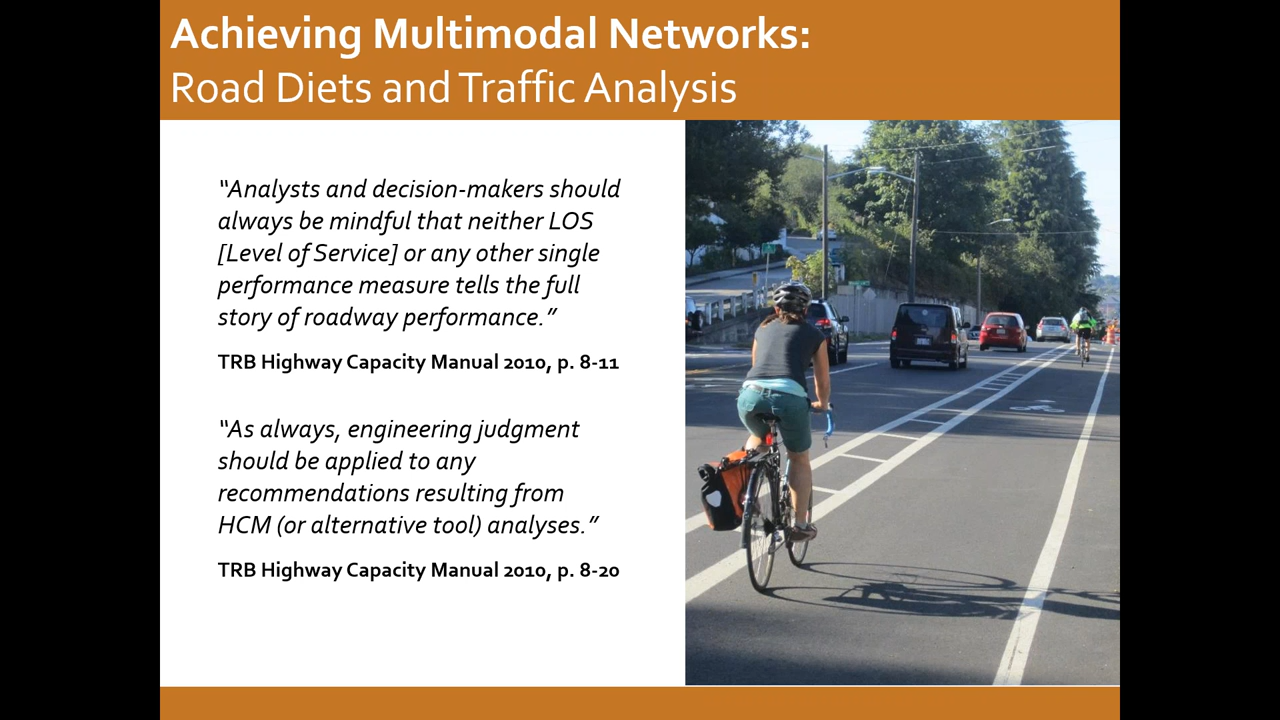 Achieving Multimodal Networks:
Road Diets and Traffic Analysis
“Analysts and decision-makers should
always be mindful that neither LOS
[Level of Service] or any other single
performance measure tells the full
story of roadway performance.”
TRB Highway Capacity Manual 2010, p. 8-11
“As always, engineering judgment
should be applied to any
recommendations resulting from
HCM (or alternative tool) analyses.”
TRB Highway Capacity Manual 2010, p. 8-20